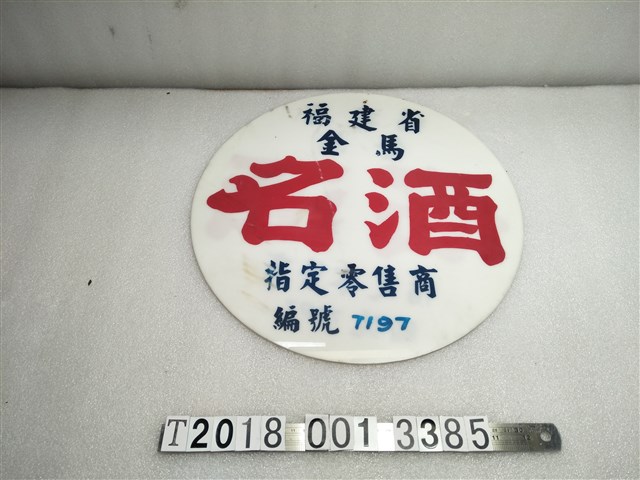 福建省
金馬
名酒
指定零售商
編號 7197
T2018 001 3385